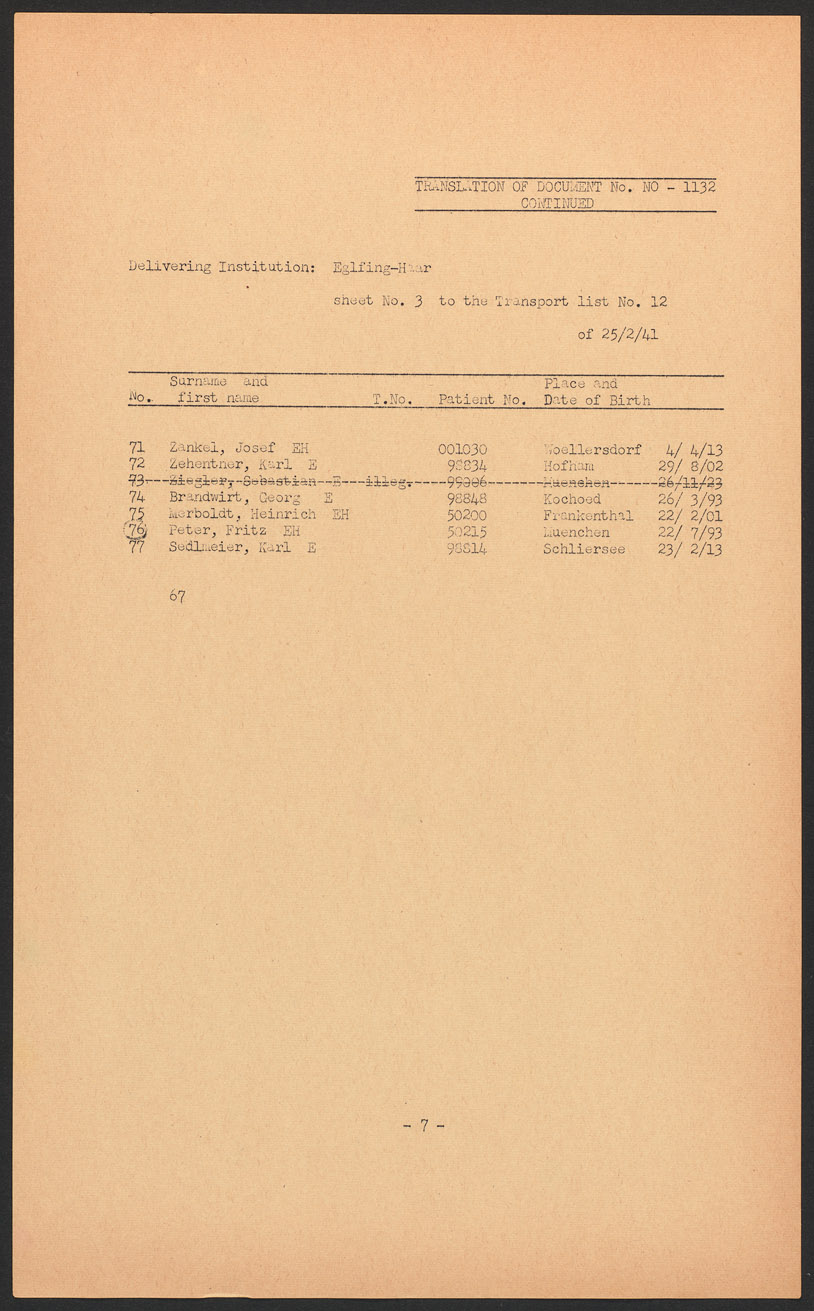 TRANSLATION OF DOCUMENT No. NO - 1132
CONTINUED
Delivering Institution: Eglfing-Haar
sheet No. 3 to the Transport list No. 12
of 25/2/41
Surname and Place and
No. first name T.No. Patient No. Date of Birth
71 Zankel, Josef EH 001030 Woellersdorf 4/ 4/13
72 Zehentner, Karl E 98834 Hofham 29/ 8/02
73 Ziegler, Sebastian E illeg. 99006 Muenchen 26/11/23
74 Brandwirt, Georg E 98848 Kochoed 26/ 3/93
75 Merboldt, Heinrich EH 50200 Frankenthal 22/ 2/01
76 Peter, Fritz EH 50215 Muenchen 22/ 7/93
77 Sedlmeier, Karl E 98814 Schliersee 23/ 2/13
67
- 7 -